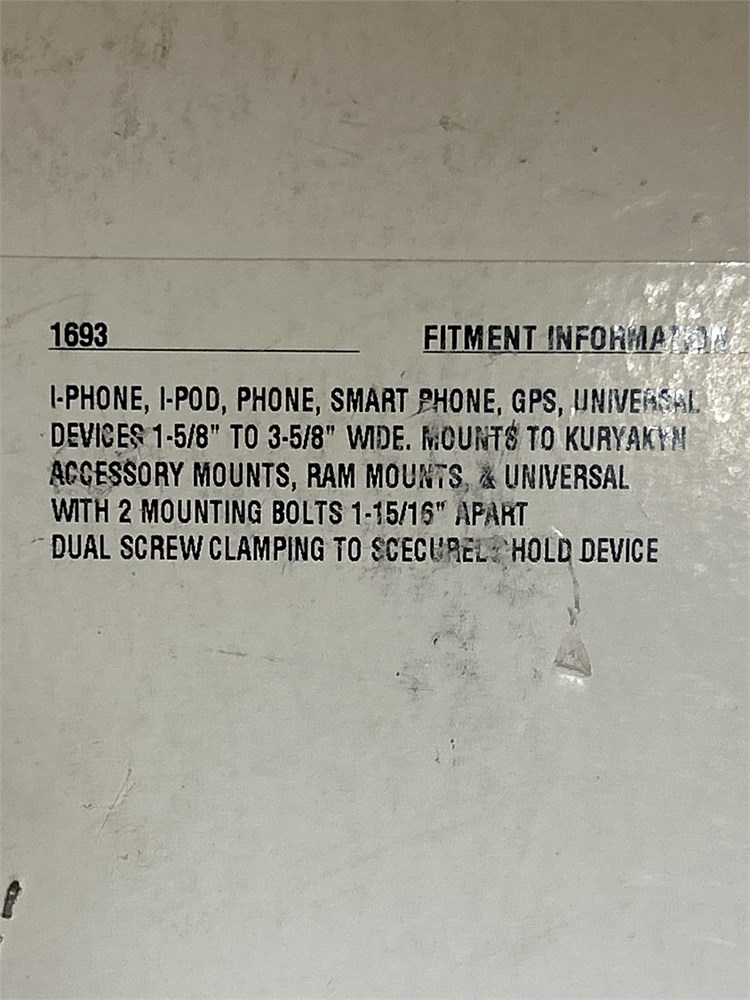 1693 FITMENT INFORMATION
I-PHONE, I-POD, PHONE, SMART PHONE, GPS, UNIVERSAL
DEVICES 1-5/8" TO 3-5/8" WIDE. MOUNTS TO KURYAKYN
ACCESSORY MOUNTS, RAM MOUNTS, & UNIVERSAL
WITH 2 MOUNTING BOLTS 1-15/16" APART
DUAL SCREW CLAMPING TO SCECURELY HOLD DEVICE